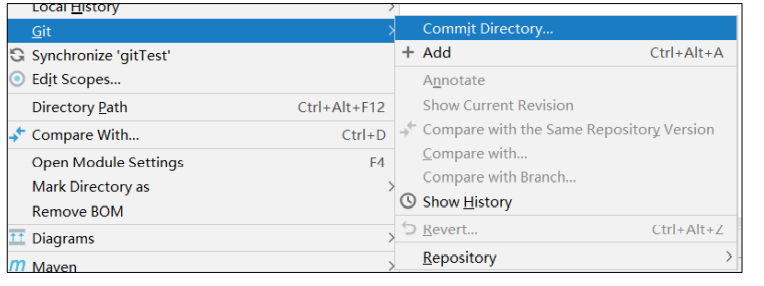 Local History
Git
Synchronize 'gitTest'
Edit Scopes...
Directory Path Ctrl+Alt+F12
Compare With... Ctrl+D
Open Module Settings F4
Mark Directory as
Remove BOM
Diagrams
Maven
Commit Directory...
Add Ctrl+Alt+A
Annotate
Show Current Revision
Compare with the Same Repository Version
Compare with...
Compare with Branch...
Show History
Revert... Ctrl+Alt+Z
Repository